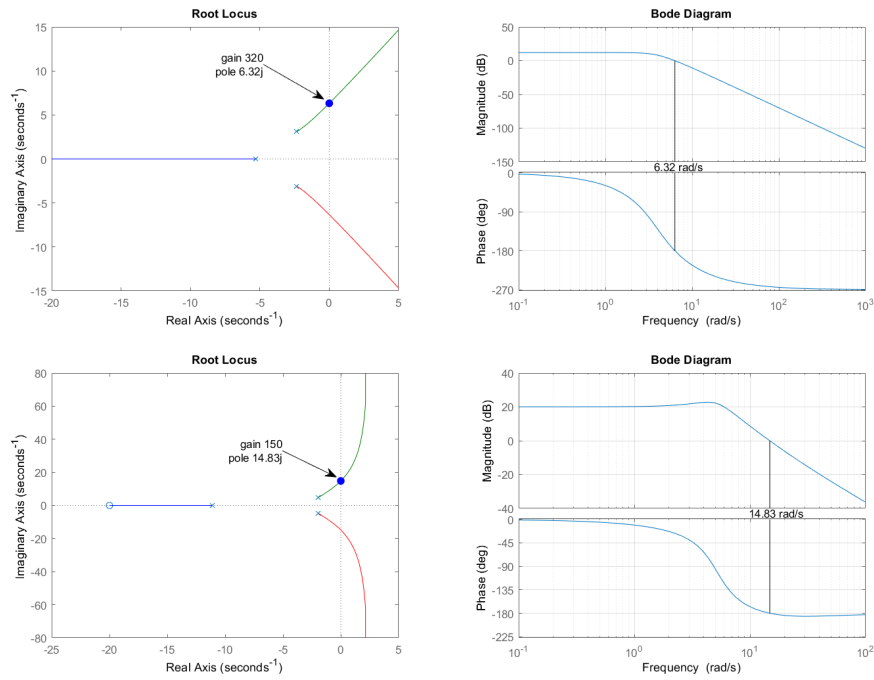 Root Locus
15
10
5
0
-5
-10
-15
-20
-15
-10
-5
0
5
Imaginary Axis (seconds⁻¹)
Real Axis (seconds⁻¹)
gain 320
pole 6.32j
Bode Diagram
50
0
-50
-100
-150
Magnitude (dB)
6.32 rad/s
0
-90
-180
-270
Phase (deg)
10⁻¹
10⁰
10¹
10²
10³
Frequency (rad/s)
Root Locus
80
60
40
20
0
-20
-40
-60
-80
-25
-20
-15
-10
-5
0
5
Imaginary Axis (seconds⁻¹)
Real Axis (seconds⁻¹)
gain 150
pole 14.83j
Bode Diagram
40
20
0
-20
-40
Magnitude (dB)
14.83 rad/s
0
-45
-90
-135
-180
-225
Phase (deg)
10⁻¹
10⁰
10¹
10²
Frequency (rad/s)